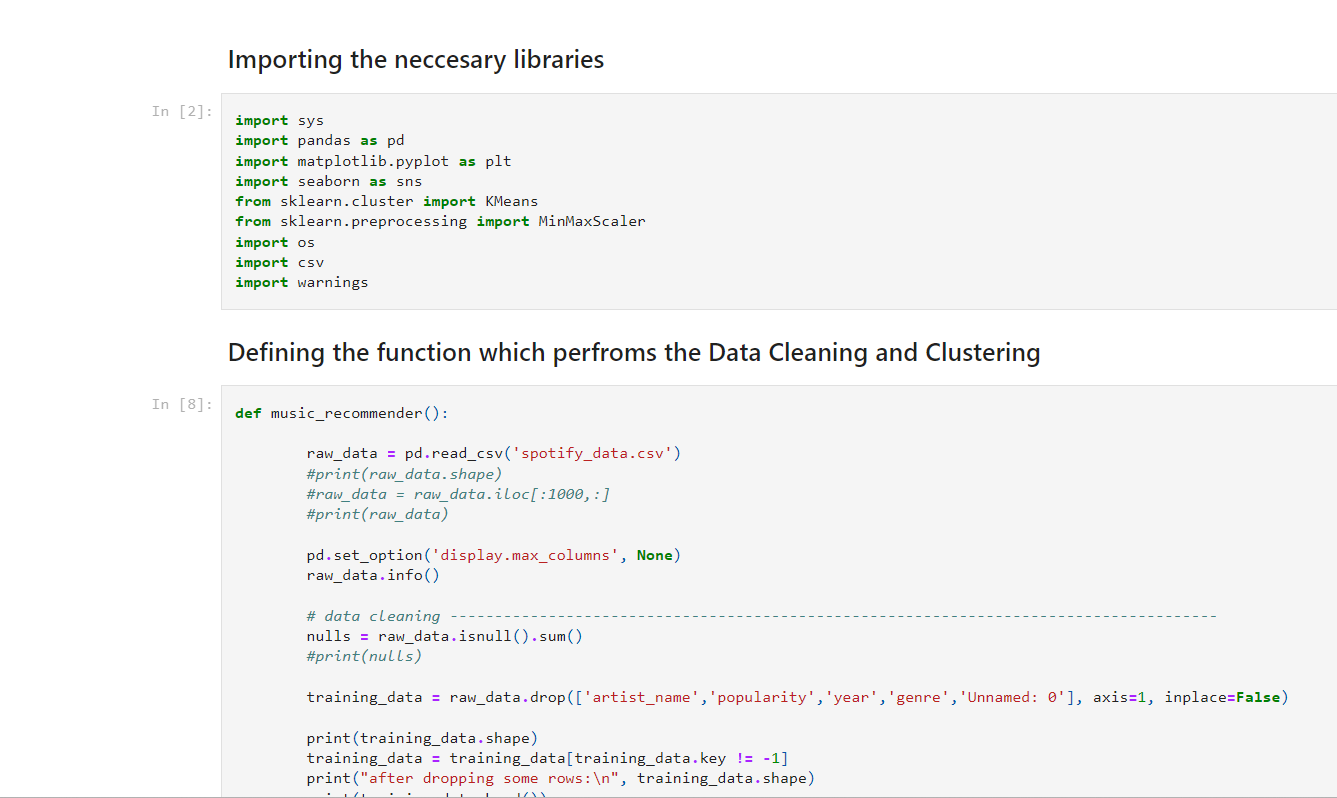 Importing the neccesary libraries
In [2]:
import sys
import pandas as pd
import matplotlib.pyplot as plt
import seaborn as sns
from sklearn.cluster import KMeans
from sklearn.preprocessing import MinMaxScaler
import os
import csv
import warnings
Defining the function which perfroms the Data Cleaning and Clustering
In [8]:
def music_recommender():
raw_data = pd.read_csv('spotify_data.csv')
#print(raw_data.shape)
#raw_data = raw_data.iloc[:1000,:]
#print(raw_data)
pd.set_option('display.max_columns', None)
raw_data.info()
# data cleaning --------------------------------------------------------------------------------------
nulls = raw_data.isnull().sum()
#print(nulls)
training_data = raw_data.drop(['artist_name','popularity','year','genre','Unnamed: 0'], axis=1, inplace=False)
print(training_data.shape)
training_data = training_data[training_data.key != -1]
print("after dropping some rows:\n", training_data.shape)